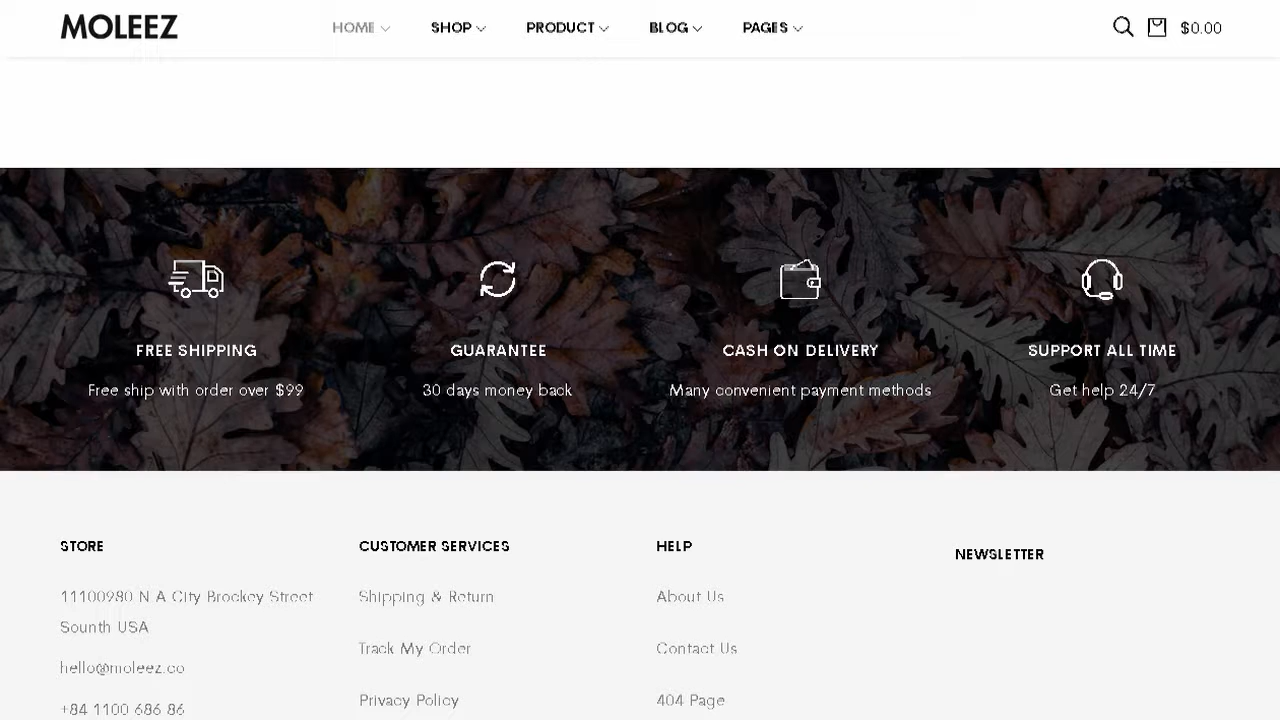 MOLEEZ
HOME SHOP PRODUCT BLOG PAGES
$0.00
FREE SHIPPING
Free ship with order over $99
GUARANTEE
30 days money back
CASH ON DELIVERY
Many convenient payment methods
SUPPORT ALL TIME
Get help 24/7
STORE
11100980 N A City Brockey Street
Sounth USA
hello@moleez.co
+84 1100 686 86
CUSTOMER SERVICES
Shipping & Return
Track My Order
Privacy Policy
HELP
About Us
Contact Us
404 Page
NEWSLETTER